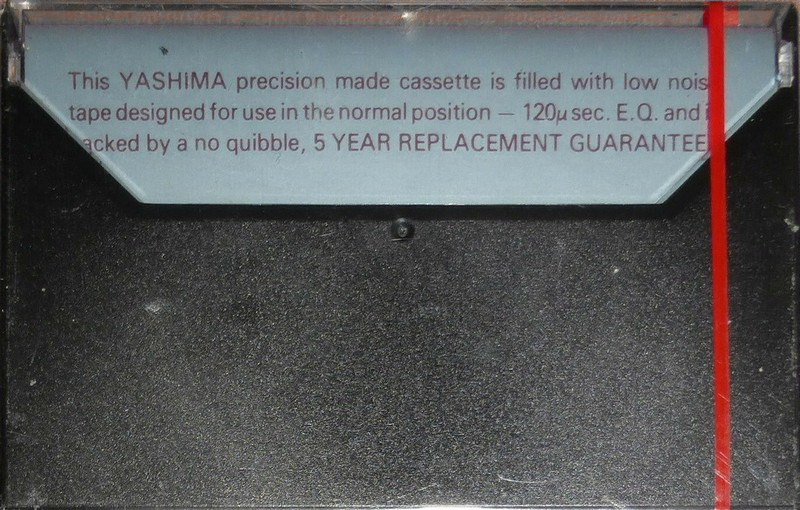 This YASHIMA precision made cassette is filled with low nois
tape designed for use in the normal position — 120µ sec. E.Q. and i
acked by a no quibble, 5 YEAR REPLACEMENT GUARANTEE